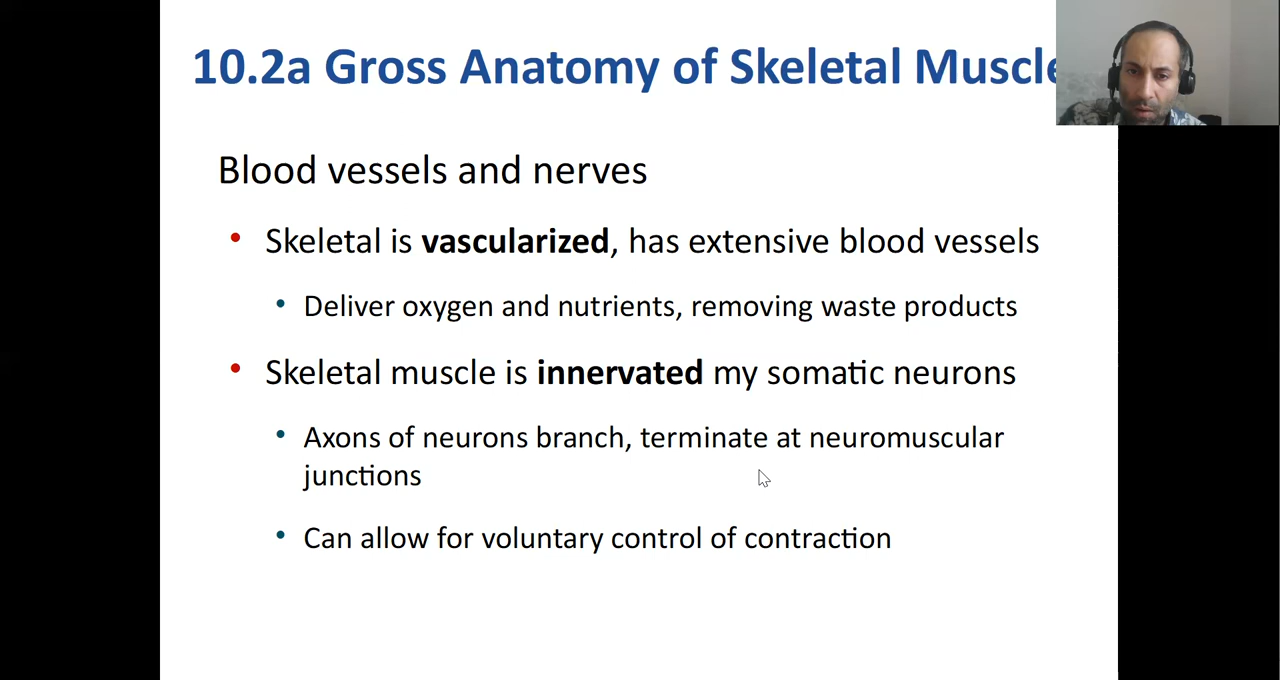 10.2a Gross Anatomy of Skeletal Muscle
Blood vessels and nerves
• Skeletal is vascularized, has extensive blood vessels
• Deliver oxygen and nutrients, removing waste products
• Skeletal muscle is innervated my somatic neurons
• Axons of neurons branch, terminate at neuromuscular
junctions
• Can allow for voluntary control of contraction